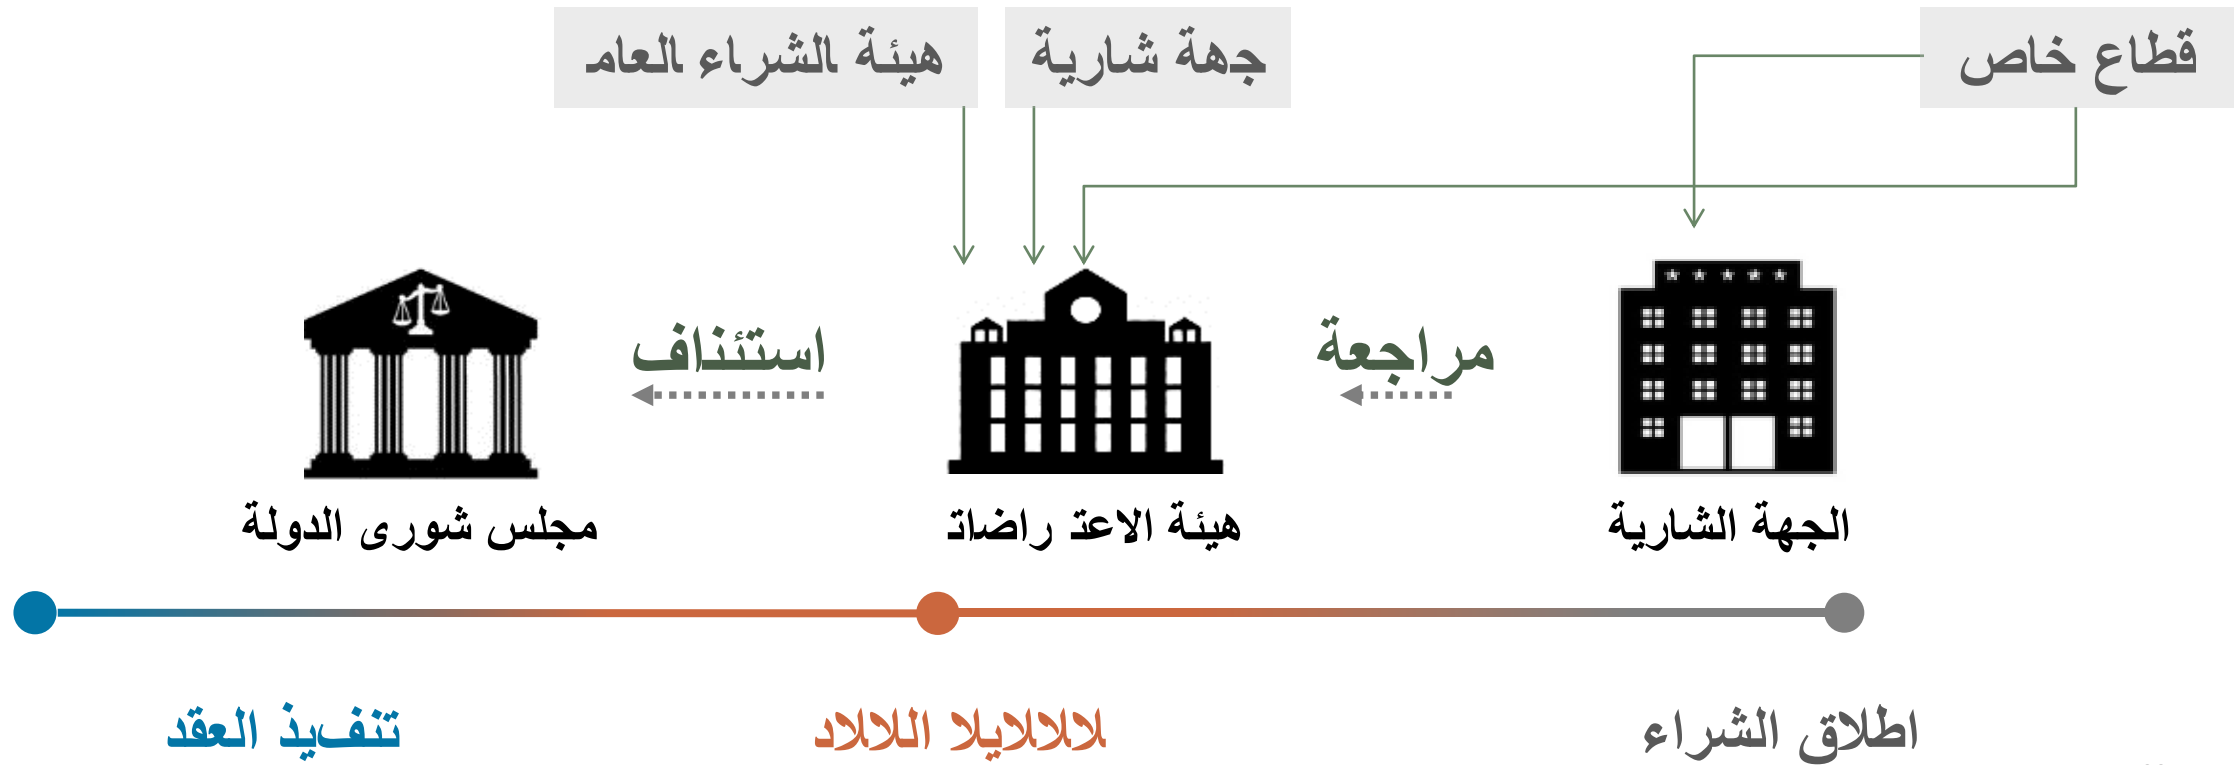 قطاع خاص
جهة شارية
هيئة الشراء العام
مراجعة
استئناف
الجهة الشارية
هيئة الاعتراضات
مجلس شورى الدولة
اطلاق الشراء
تنفيذ العقد